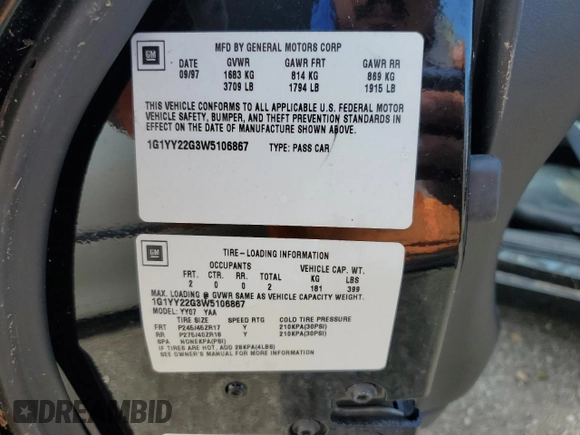 GM
MFD BY GENERAL MOTORS CORP
DATE GVWR GAWR FRT GAWR RR
09/97 1683 KG 814 KG 869 KG
3709 LB 1794 LB 1915 LB
THIS VEHICLE CONFORMS TO ALL APPLICABLE U.S. FEDERAL MOTOR
VEHICLE SAFETY, BUMPER, AND THEFT PREVENTION STANDARDS IN
EFFECT ON THE DATE OF MANUFACTURE SHOWN ABOVE.
1G1YY22G3W5106867 TYPE: PASS CAR
GM
TIRE-LOADING INFORMATION
OCCUPANTS VEHICLE CAP. WT.
FRT. CTR. RR. TOTAL KG LBS
2 0 0 2 181 399
MAX. LOADING @ GVWR SAME AS VEHICLE CAPACITY WEIGHT.
1G1YY22G3W5106867
MODEL: YY07 YAA
TIRE SIZE SPEED RTG COLD TIRE PRESSURE
FRT P245/45ZR17 Y 210KPA(30PSI)
RR P275/40ZR18 Y 210KPA(30PSI)
SPA NONEKPA(PSI)
IF TIRES ARE HOT, ADD 28KPA(4LBS)
SEE OWNER'S MANUAL FOR MORE INFORMATION
DREAMBID